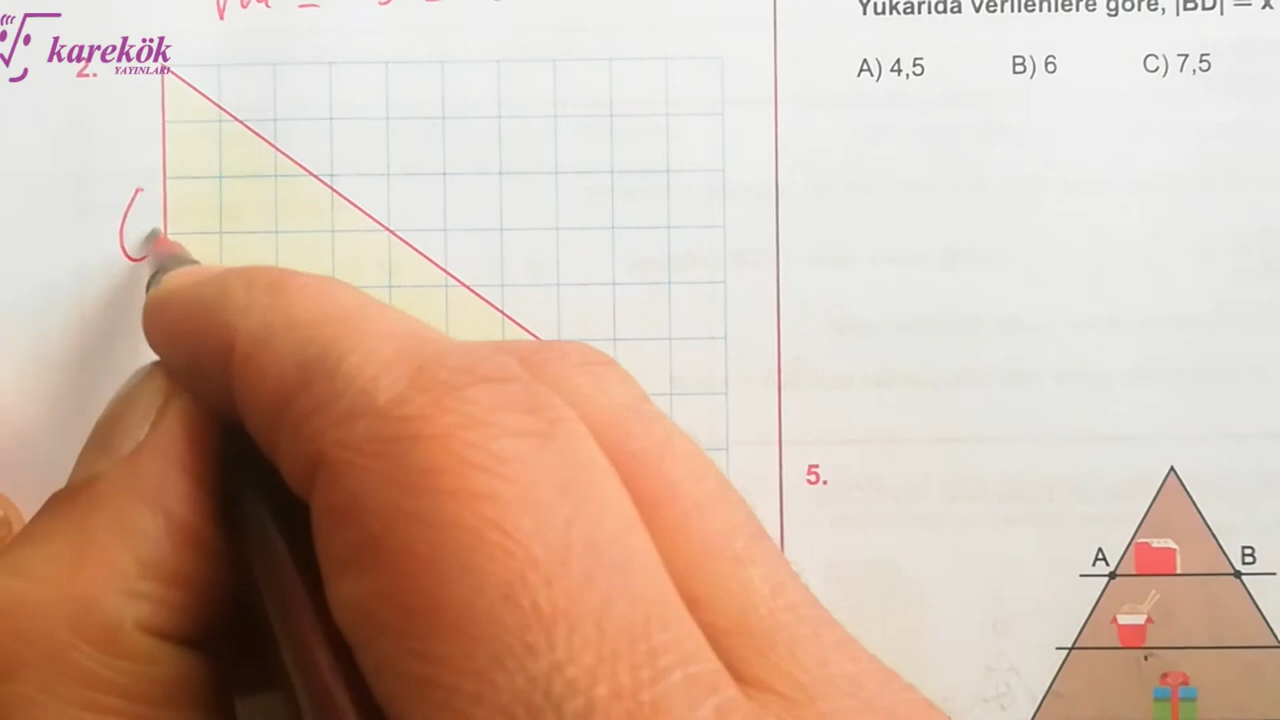 karekök
YAYINLARI
2.
Yukarıda verilenlere göre, |BD| = x
A) 4,5 B) 6 C) 7,5
5.
A B